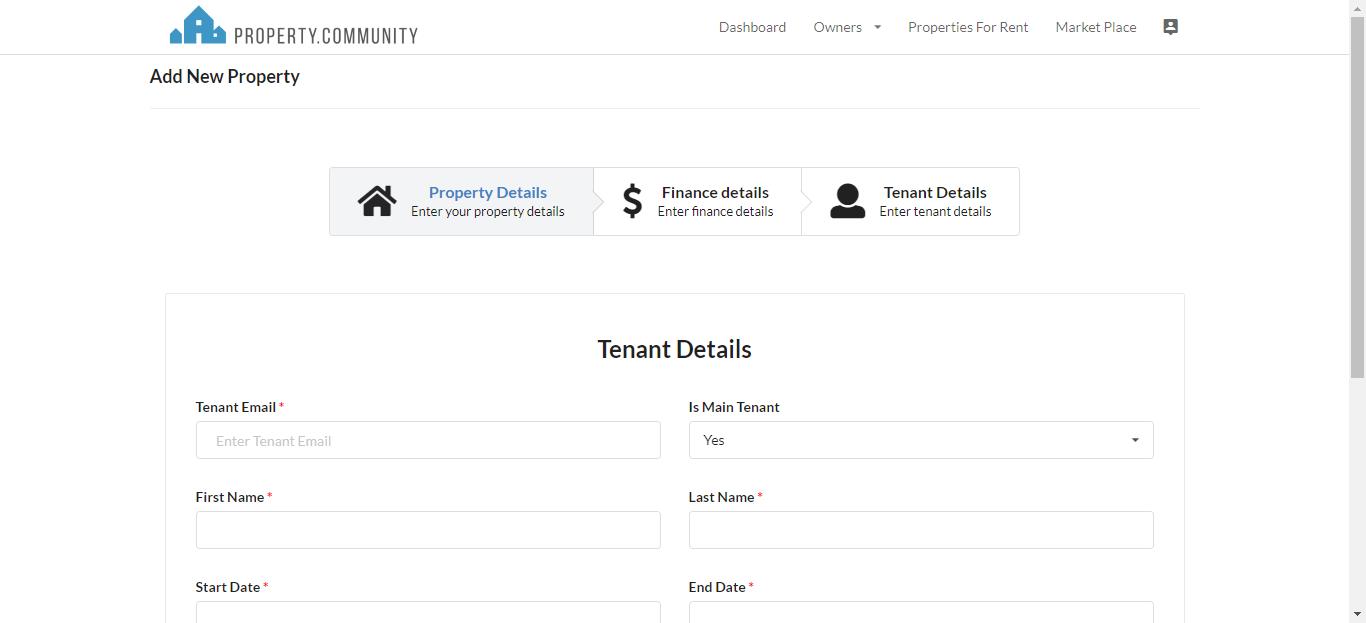 PROPERTY.COMMUNITY
Dashboard Owners Properties For Rent Market Place
Add New Property
Property Details Finance details Tenant Details
Enter your property details Enter finance details Enter tenant details
Tenant Details
Tenant Email * Is Main Tenant
Enter Tenant Email Yes
First Name * Last Name *
Start Date * End Date *